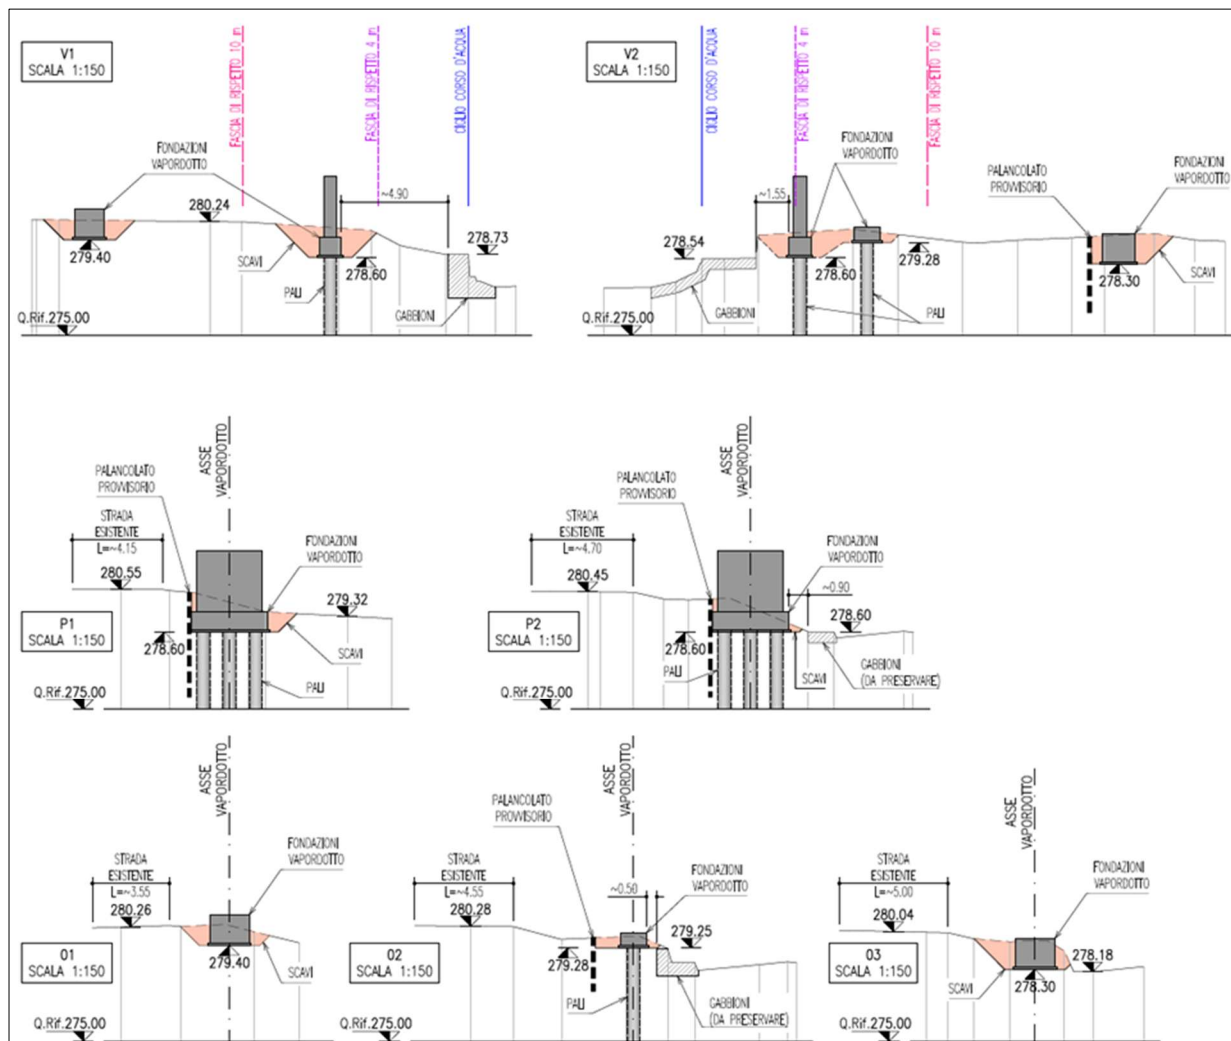 V1
SCALA 1:150
FASCIA DI RISPETTO 10 m
FASCIA DI RISPETTO 4 m
CIGLIO CORSO D'ACQUA
FONDAZIONI
VAPORDOTTO
280.24
~4.90
278.73
279.40
SCAVI
278.60
PALI
GABBIONI
Q.Rif.275.00
V2
SCALA 1:150
CIGLIO CORSO D'ACQUA
FASCIA DI RISPETTO 4 m
FASCIA DI RISPETTO 10 m
FONDAZIONI
VAPORDOTTO
PALANCOLATO
PROVVISORIO
FONDAZIONI
VAPORDOTTO
~1.55
278.54
278.60
279.28
278.30
SCAVI
GABBIONI
PALI
Q.Rif.275.00
ASSE
VAPORDOTTO
PALANCOLATO
PROVVISORIO
STRADA
ESISTENTE
L=~4.15
FONDAZIONI
VAPORDOTTO
280.55
279.32
P1
SCALA 1:150
278.60
SCAVI
PALI
Q.Rif.275.00
ASSE
VAPORDOTTO
PALANCOLATO
PROVVISORIO
STRADA
ESISTENTE
L=~4.70
FONDAZIONI
VAPORDOTTO
280.45
~0.90
P2
SCALA 1:150
278.60
278.60
PALI
SCAVI
GABBIONI
(DA PRESERVARE)
Q.Rif.275.00
ASSE
VAPORDOTTO
STRADA
ESISTENTE
L=~3.55
FONDAZIONI
VAPORDOTTO
280.26
O1
SCALA 1:150
279.40
SCAVI
Q.Rif.275.00
ASSE
VAPORDOTTO
PALANCOLATO
PROVVISORIO
STRADA
ESISTENTE
L=~4.55
~0.50
FONDAZIONI
VAPORDOTTO
280.28
279.25
O2
SCALA 1:150
279.28
PALI
GABBIONI
(DA PRESERVARE)
Q.Rif.275.00
ASSE
VAPORDOTTO
STRADA
ESISTENTE
L=~5.00
FONDAZIONI
VAPORDOTTO
280.04
O3
SCALA 1:150
278.18
278.30
SCAVI
Q.Rif.275.00